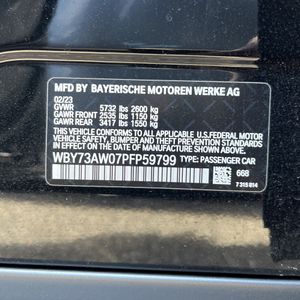 MFD BY BAYERISCHE MOTOREN WERKE AG
02/23
GVWR 5732 lbs 2600 kg
GAWR FRONT 2535 lbs 1150 kg
GAWR REAR 3417 lbs 1550 kg
THIS VEHICLE CONFORMS TO ALL APPLICABLE U.S.FEDERAL
MOTOR VEHICLE SAFETY, BUMPER, AND THEFT PREVENTION
STANDARDS IN EFFECT ON THE DATE OF MANUFACTURE SHOWN ABOVE.
WBY73AW07PFP59799 TYPE: PASSENGER CAR
668
7 315 814